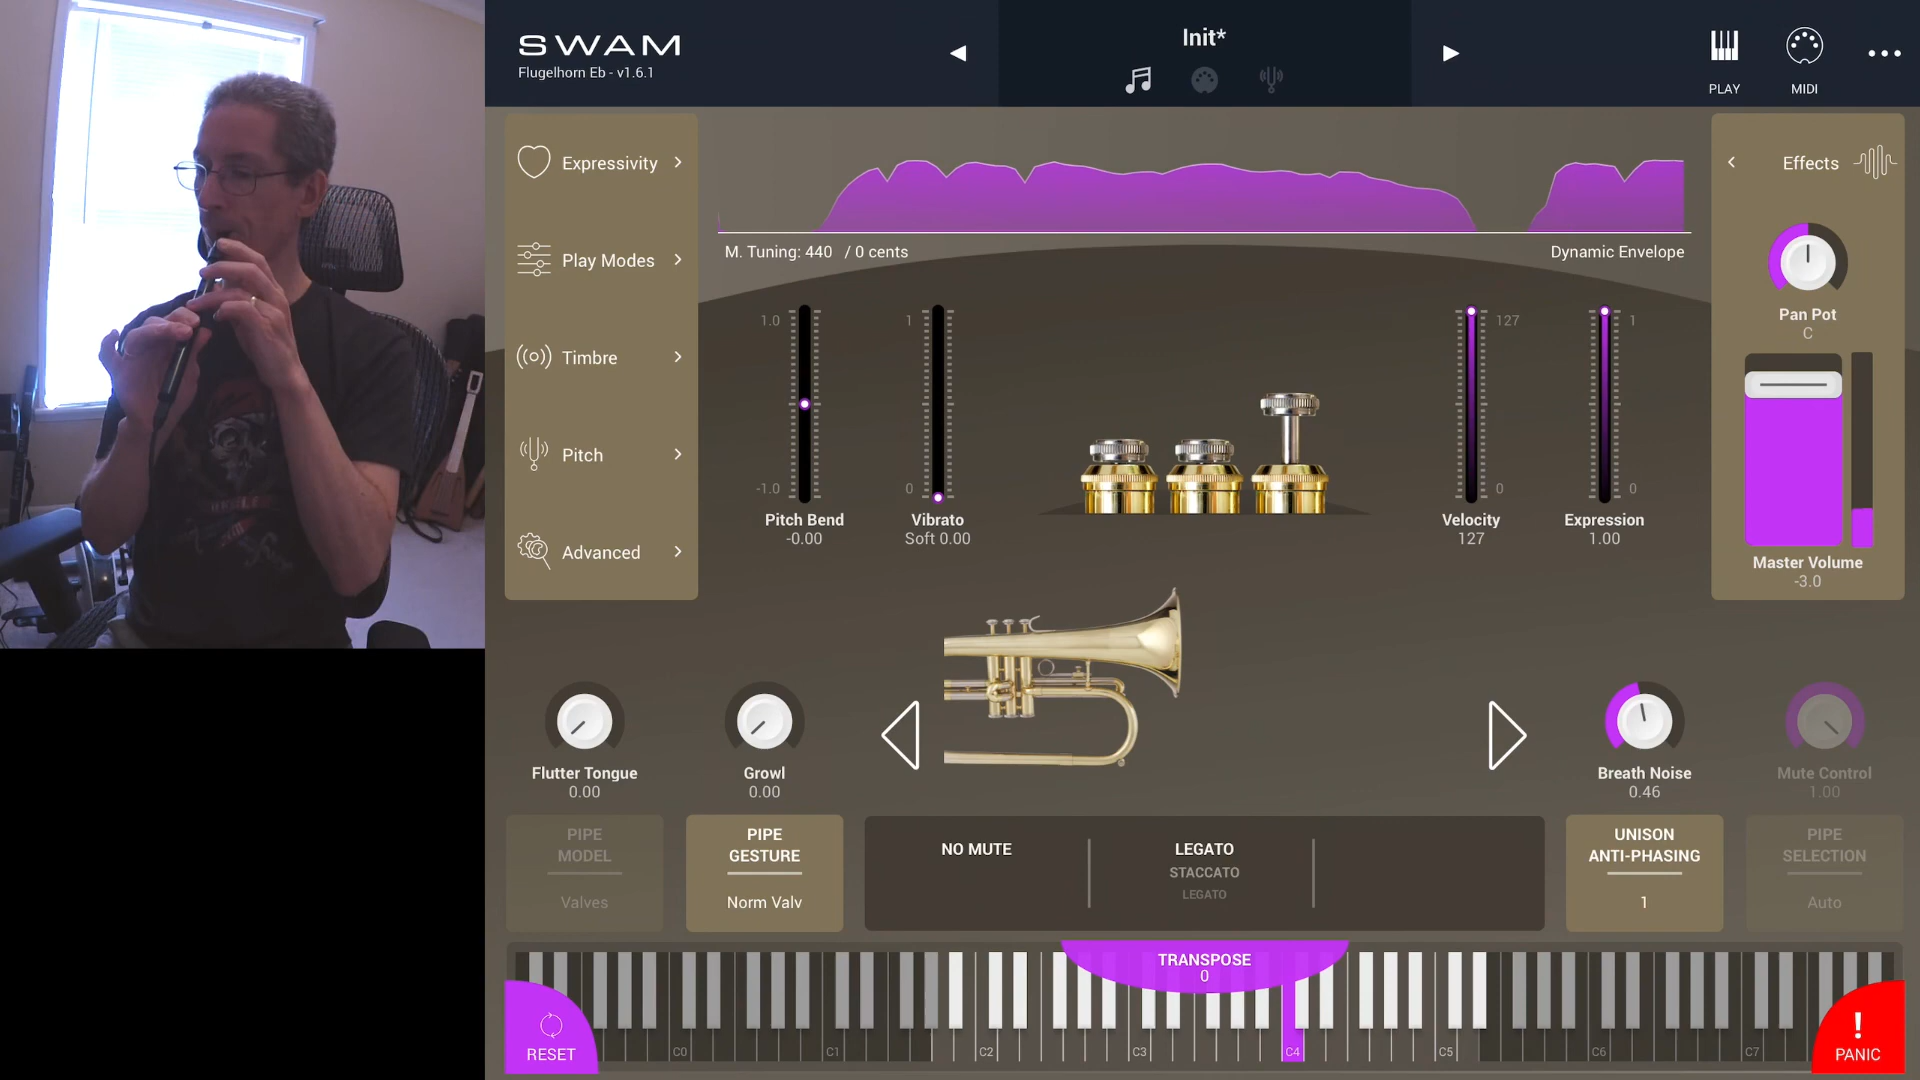 SWAM
Flugelhorn Eb - v1.6.1
Init*
PLAY
MIDI
Expressivity
Play Modes
Timbre
Pitch
Advanced
M. Tuning: 440 / 0 cents
Dynamic Envelope
Effects
Pan Pot
C
1.0
-1.0
Pitch Bend
-0.00
1
0
Vibrato
Soft 0.00
127
0
Velocity
127
1
0
Expression
1.00
Master Volume
-3.0
Flutter Tongue
0.00
Growl
0.00
Breath Noise
0.46
Mute Control
1.00
PIPE
MODEL
Valves
PIPE
GESTURE
Norm Valv
NO MUTE
LEGATO
STACCATO
LEGATO
UNISON
ANTI-PHASING
1
PIPE
SELECTION
Auto
TRANSPOSE
0
RESET
C0
C1
C2
C3
C4
C5
C6
C7
!
PANIC